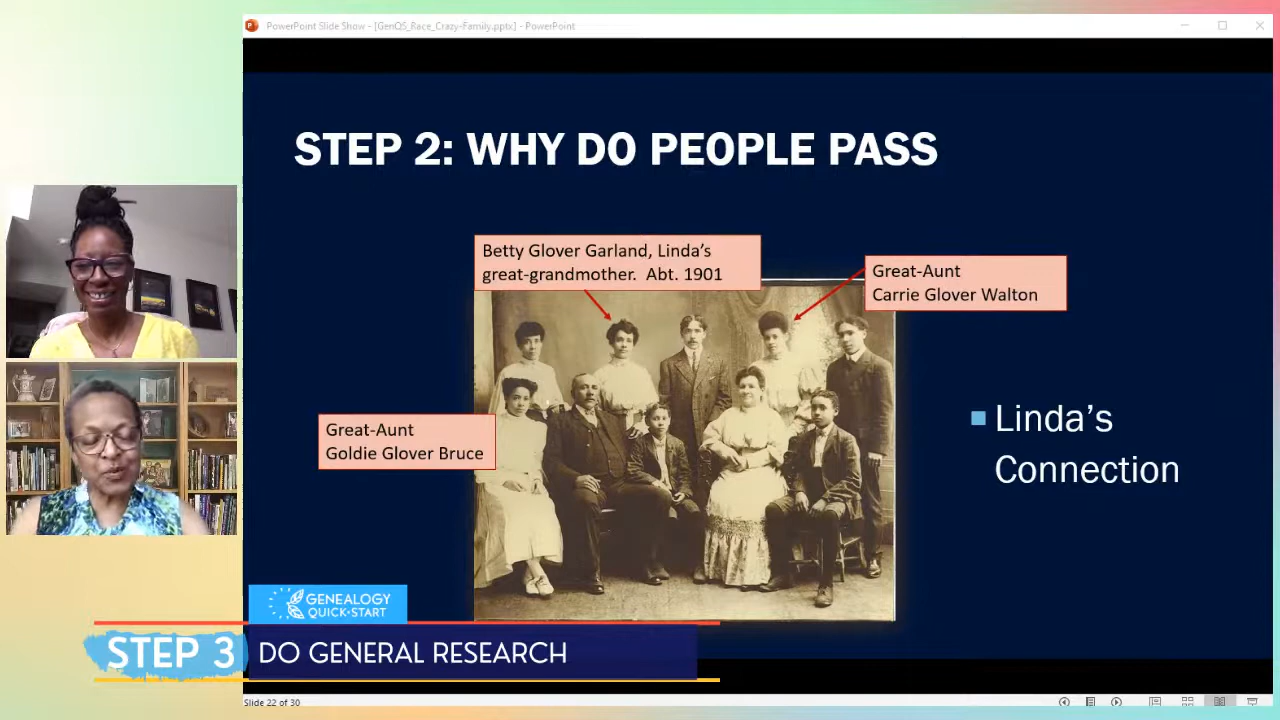 PowerPoint Slide Show - [GenQS_Race_Crazy-Family.pptx] - PowerPoint
STEP 2: WHY DO PEOPLE PASS
Betty Glover Garland, Linda's
great-grandmother. Abt. 1901
Great-Aunt
Carrie Glover Walton
Great-Aunt
Goldie Glover Bruce
Linda's
Connection
GENEALOGY
QUICK•START
STEP 3 DO GENERAL RESEARCH
Slide 22 of 30